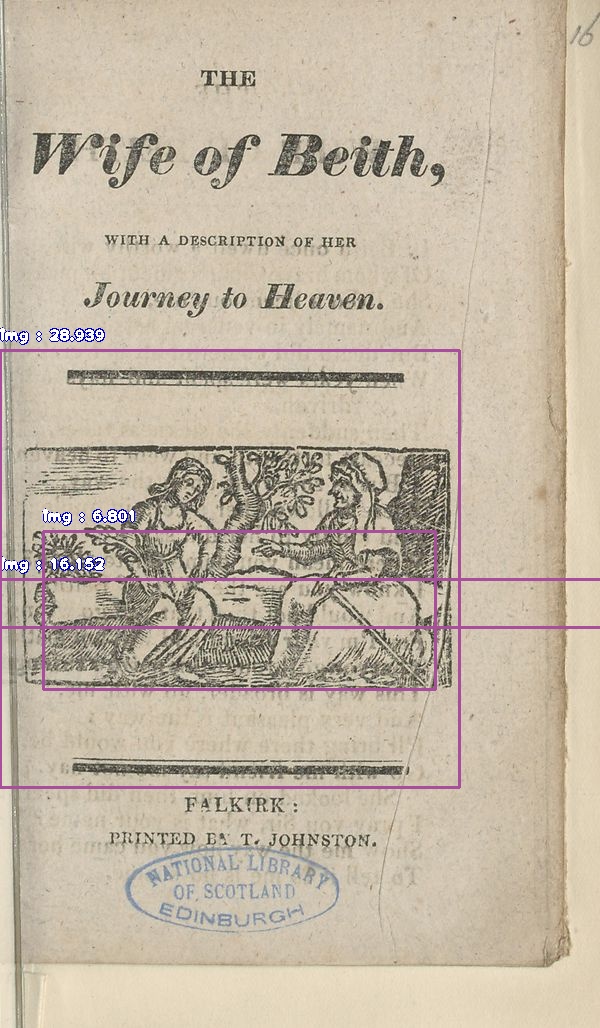 16
THE
Wife of Beith,
WITH A DESCRIPTION OF HER
Journey to Heaven.
img : 28.939
img : 6.801
img : 16.152
FALKIRK:
PRINTED BY T. JOHNSTON.
NATIONAL LIBRARY
OF SCOTLAND
EDINBURGH